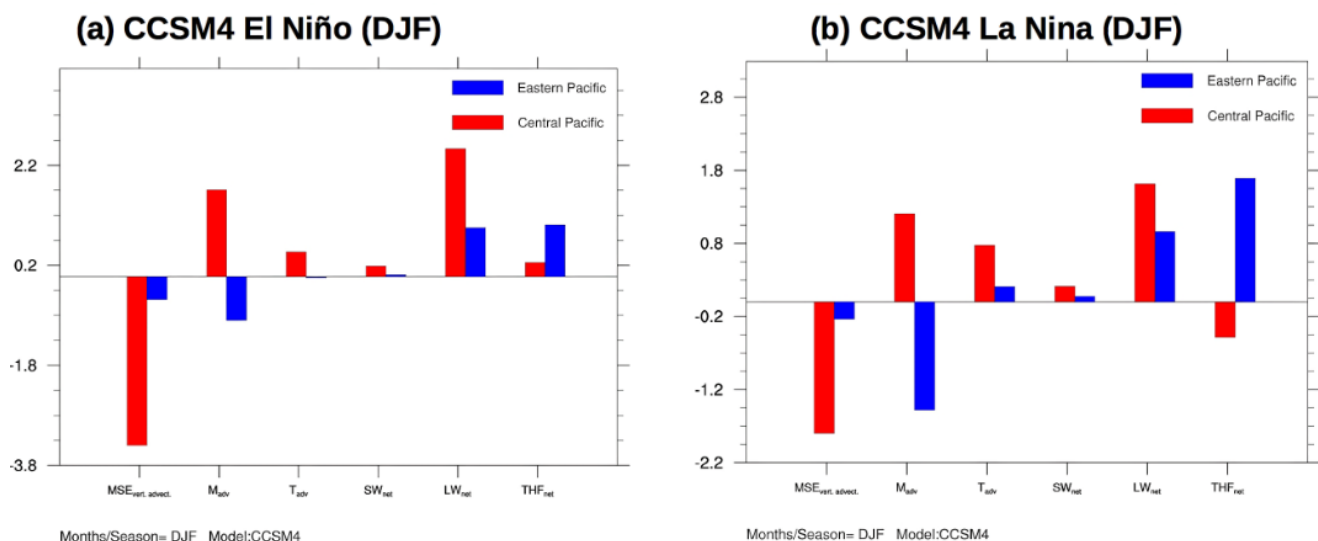 (a) CCSM4 El Niño (DJF)
Eastern Pacific
Central Pacific
2.2
0.2
-1.8
-3.8
MSEvert. advect. Madv Tadv SWnet LWnet THFnet
Months/Season= DJF Model:CCSM4
(b) CCSM4 La Nina (DJF)
Eastern Pacific
Central Pacific
2.8
1.8
0.8
-0.2
-1.2
-2.2
MSEvert. advect. Madv Tadv SWnet LWnet THFnet
Months/Season= DJF Model:CCSM4